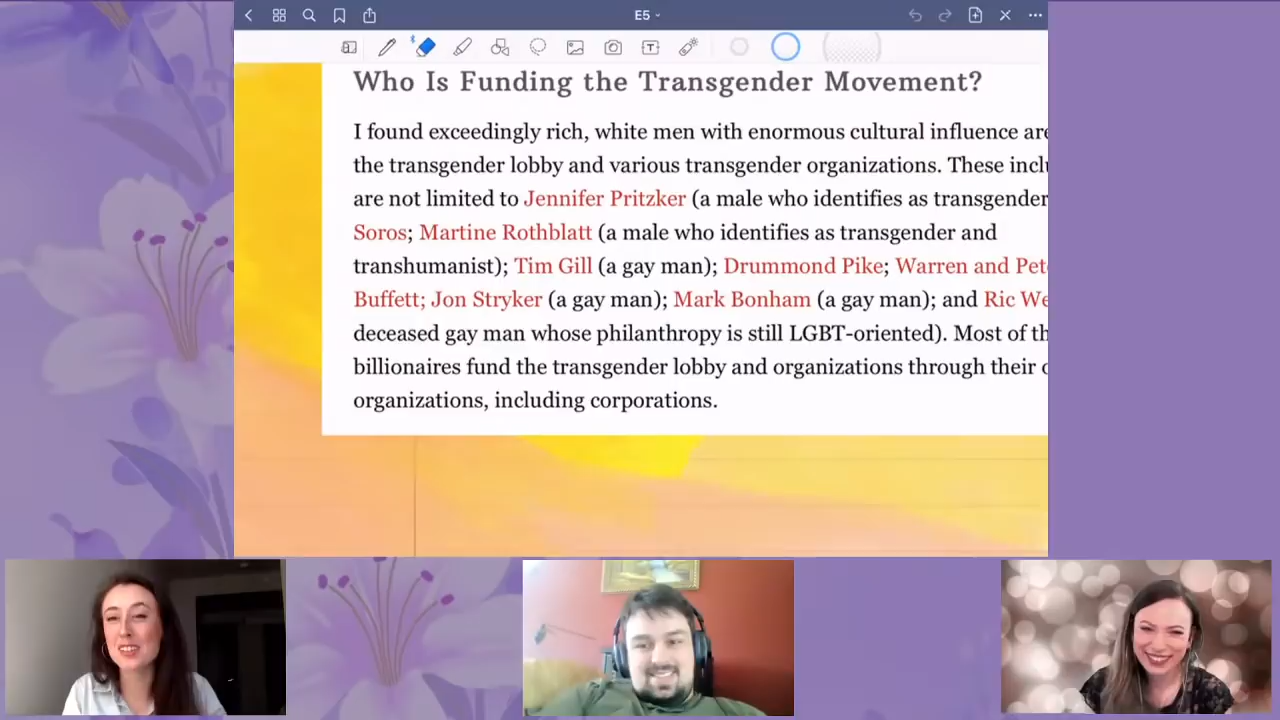 E5
Who Is Funding the Transgender Movement?
I found exceedingly rich, white men with enormous cultural influence are
the transgender lobby and various transgender organizations. These incl
are not limited to Jennifer Pritzker (a male who identifies as transgender
Soros; Martine Rothblatt (a male who identifies as transgender and
transhumanist); Tim Gill (a gay man); Drummond Pike; Warren and Pet
Buffett; Jon Stryker (a gay man); Mark Bonham (a gay man); and Ric We
deceased gay man whose philanthropy is still LGBT-oriented). Most of th
billionaires fund the transgender lobby and organizations through their o
organizations, including corporations.